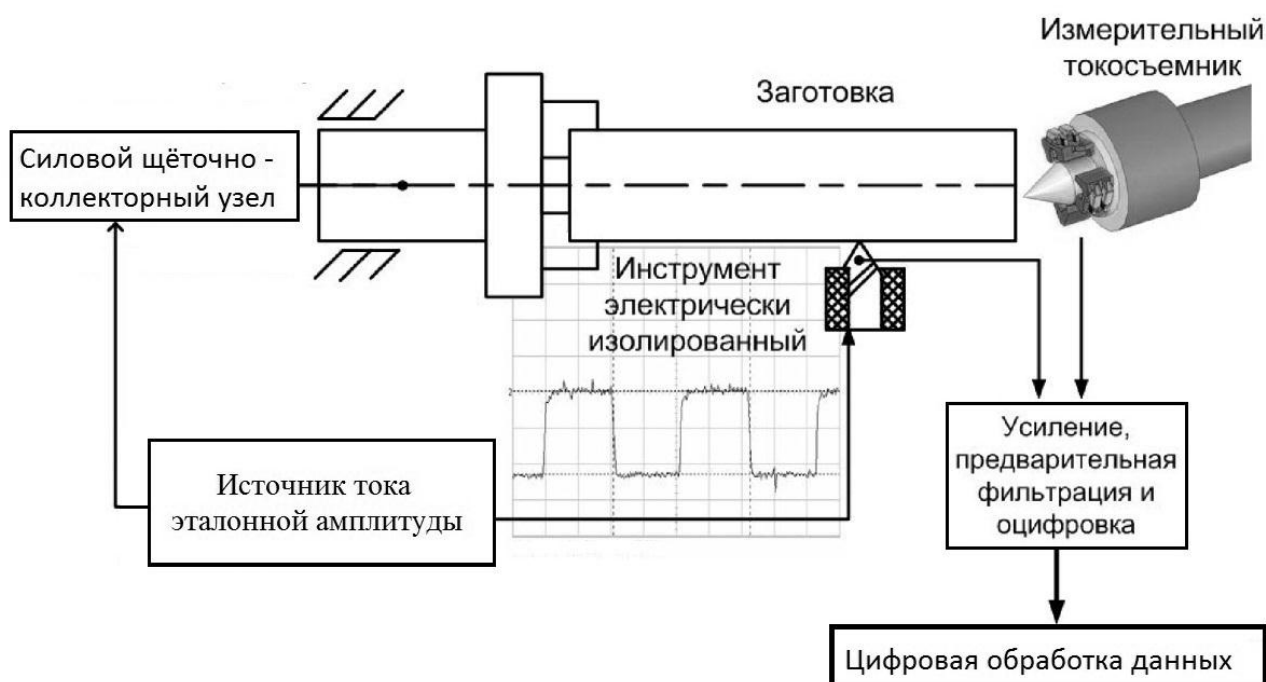 Измерительный
токосъемник
Заготовка
Силовой щёточно -
коллекторный узел
Инструмент
электрически
изолированный
Источник тока
эталонной амплитуды
Усиление,
предварительная
фильтрация и
оцифровка
Цифровая обработка данных